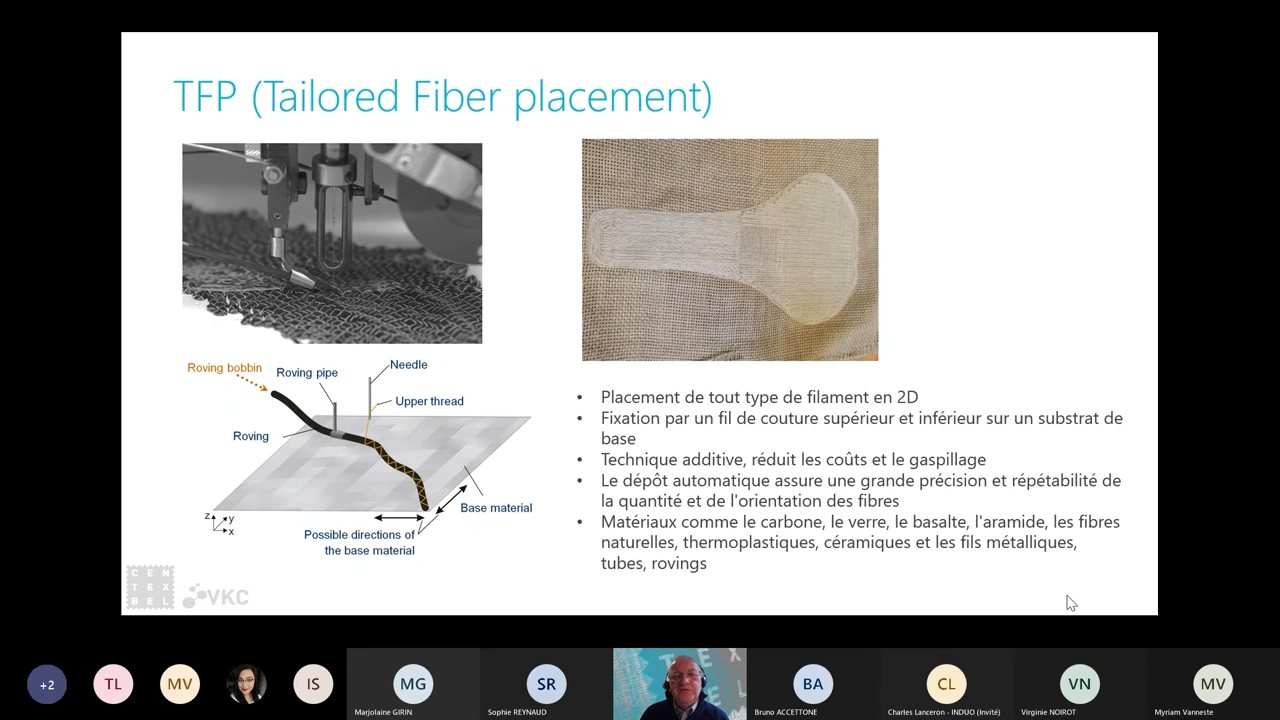 TFP (Tailored Fiber placement)
Roving bobbin
Roving pipe
Needle
Upper thread
Roving
Base material
z
y
x
Possible directions of
the base material
• Placement de tout type de filament en 2D
• Fixation par un fil de couture supérieur et inférieur sur un substrat de
base
• Technique additive, réduit les coûts et le gaspillage
• Le dépôt automatique assure une grande précision et répétabilité de
la quantité et de l'orientation des fibres
• Matériaux comme le carbone, le verre, le basalte, l'aramide, les fibres
naturelles, thermoplastiques, céramiques et les fils métalliques,
tubes, rovings
CEN
TEX
BEL
VKC
+2
TL
MV
IS
MG
SR
BA
CL
VN
MV
Marjolaine GIRIN
Sophie REYNAUD
Bruno ACCETTONE
Charles Lanceron - INDUO (Invité)
Virginie NOIROT
Myriam Vanneste